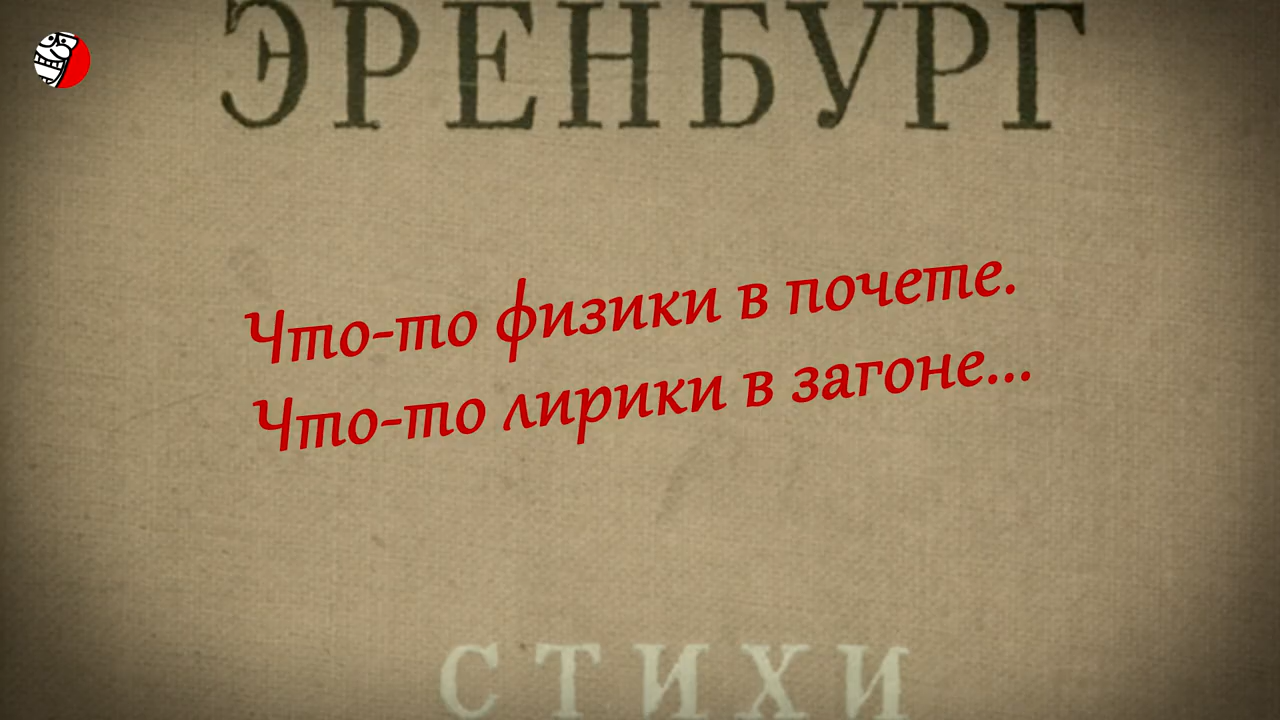 ЭРЕНБУРГ
Что-то физики в почете.
Что-то лирики в загоне...
СТИХИ